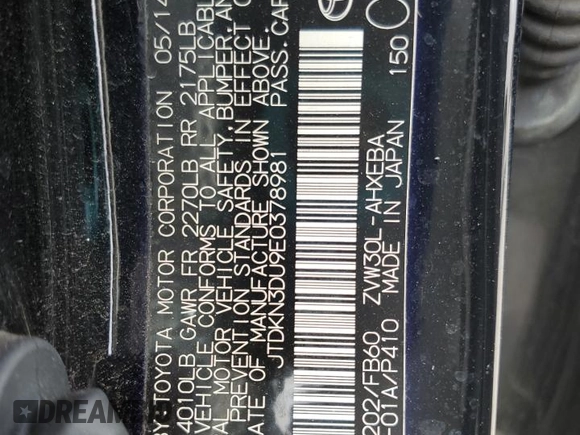 BY TOYOTA MOTOR CORPORATION 05/14
4010LB GAWR FR 2270LB RR 2175LB
VEHICLE CONFORMS TO ALL APPLICABLE
AL MOTOR VEHICLE SAFETY, BUMPER, AN
PREVENTION STANDARDS IN EFFECT O
ATE OF MANUFACTURE SHOWN ABOVE.
JTDKN3DU9E0378981 PASS.CAR
202/FB60 ZVW30L-AHXEBA 150
F01A/P410 MADE IN JAPAN
DREAM